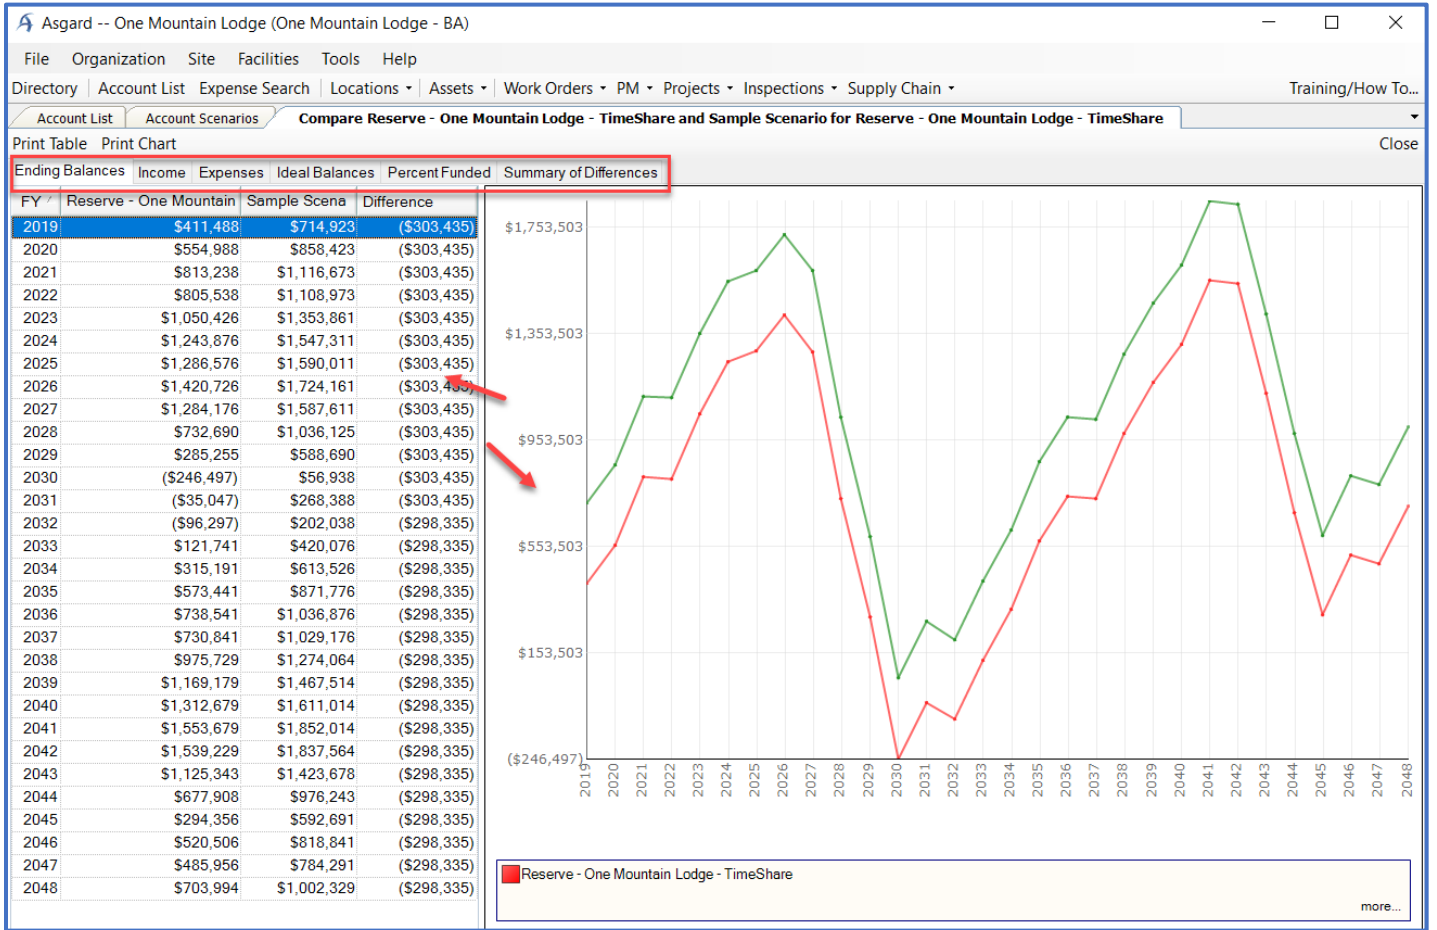 Asgard -- One Mountain Lodge (One Mountain Lodge - BA)
File Organization Site Facilities Tools Help
Directory Account List Expense Search Locations Assets Work Orders PM Projects Inspections Supply Chain Training/How To...
Account List Account Scenarios Compare Reserve - One Mountain Lodge - TimeShare and Sample Scenario for Reserve - One Mountain Lodge - TimeShare
Print Table Print Chart Close
Ending Balances Income Expenses Ideal Balances Percent Funded Summary of Differences
FY Reserve - One Mountain Sample Scena Difference
2019 $411,488 $714,923 ($303,435)
2020 $554,988 $858,423 ($303,435)
2021 $813,238 $1,116,673 ($303,435)
2022 $805,538 $1,108,973 ($303,435)
2023 $1,050,426 $1,353,861 ($303,435)
2024 $1,243,876 $1,547,311 ($303,435)
2025 $1,286,576 $1,590,011 ($303,435)
2026 $1,420,726 $1,724,161 ($303,435)
2027 $1,284,176 $1,587,611 ($303,435)
2028 $732,690 $1,036,125 ($303,435)
2029 $285,255 $588,690 ($303,435)
2030 ($246,497) $56,938 ($303,435)
2031 ($35,047) $268,388 ($303,435)
2032 ($96,297) $202,038 ($298,335)
2033 $121,741 $420,076 ($298,335)
2034 $315,191 $613,526 ($298,335)
2035 $573,441 $871,776 ($298,335)
2036 $738,541 $1,036,876 ($298,335)
2037 $730,841 $1,029,176 ($298,335)
2038 $975,729 $1,274,064 ($298,335)
2039 $1,169,179 $1,467,514 ($298,335)
2040 $1,312,679 $1,611,014 ($298,335)
2041 $1,553,679 $1,852,014 ($298,335)
2042 $1,539,229 $1,837,564 ($298,335)
2043 $1,125,343 $1,423,678 ($298,335)
2044 $677,908 $976,243 ($298,335)
2045 $294,356 $592,691 ($298,335)
2046 $520,506 $818,841 ($298,335)
2047 $485,956 $784,291 ($298,335)
2048 $703,994 $1,002,329 ($298,335)
$1,753,503
$1,353,503
$953,503
$553,503
$153,503
($246,497)
2019 2020 2021 2022 2023 2024 2025 2026 2027 2028 2029 2030 2031 2032 2033 2034 2035 2036 2037 2038 2039 2040 2041 2042 2043 2044 2045 2046 2047 2048
Reserve - One Mountain Lodge - TimeShare
more...